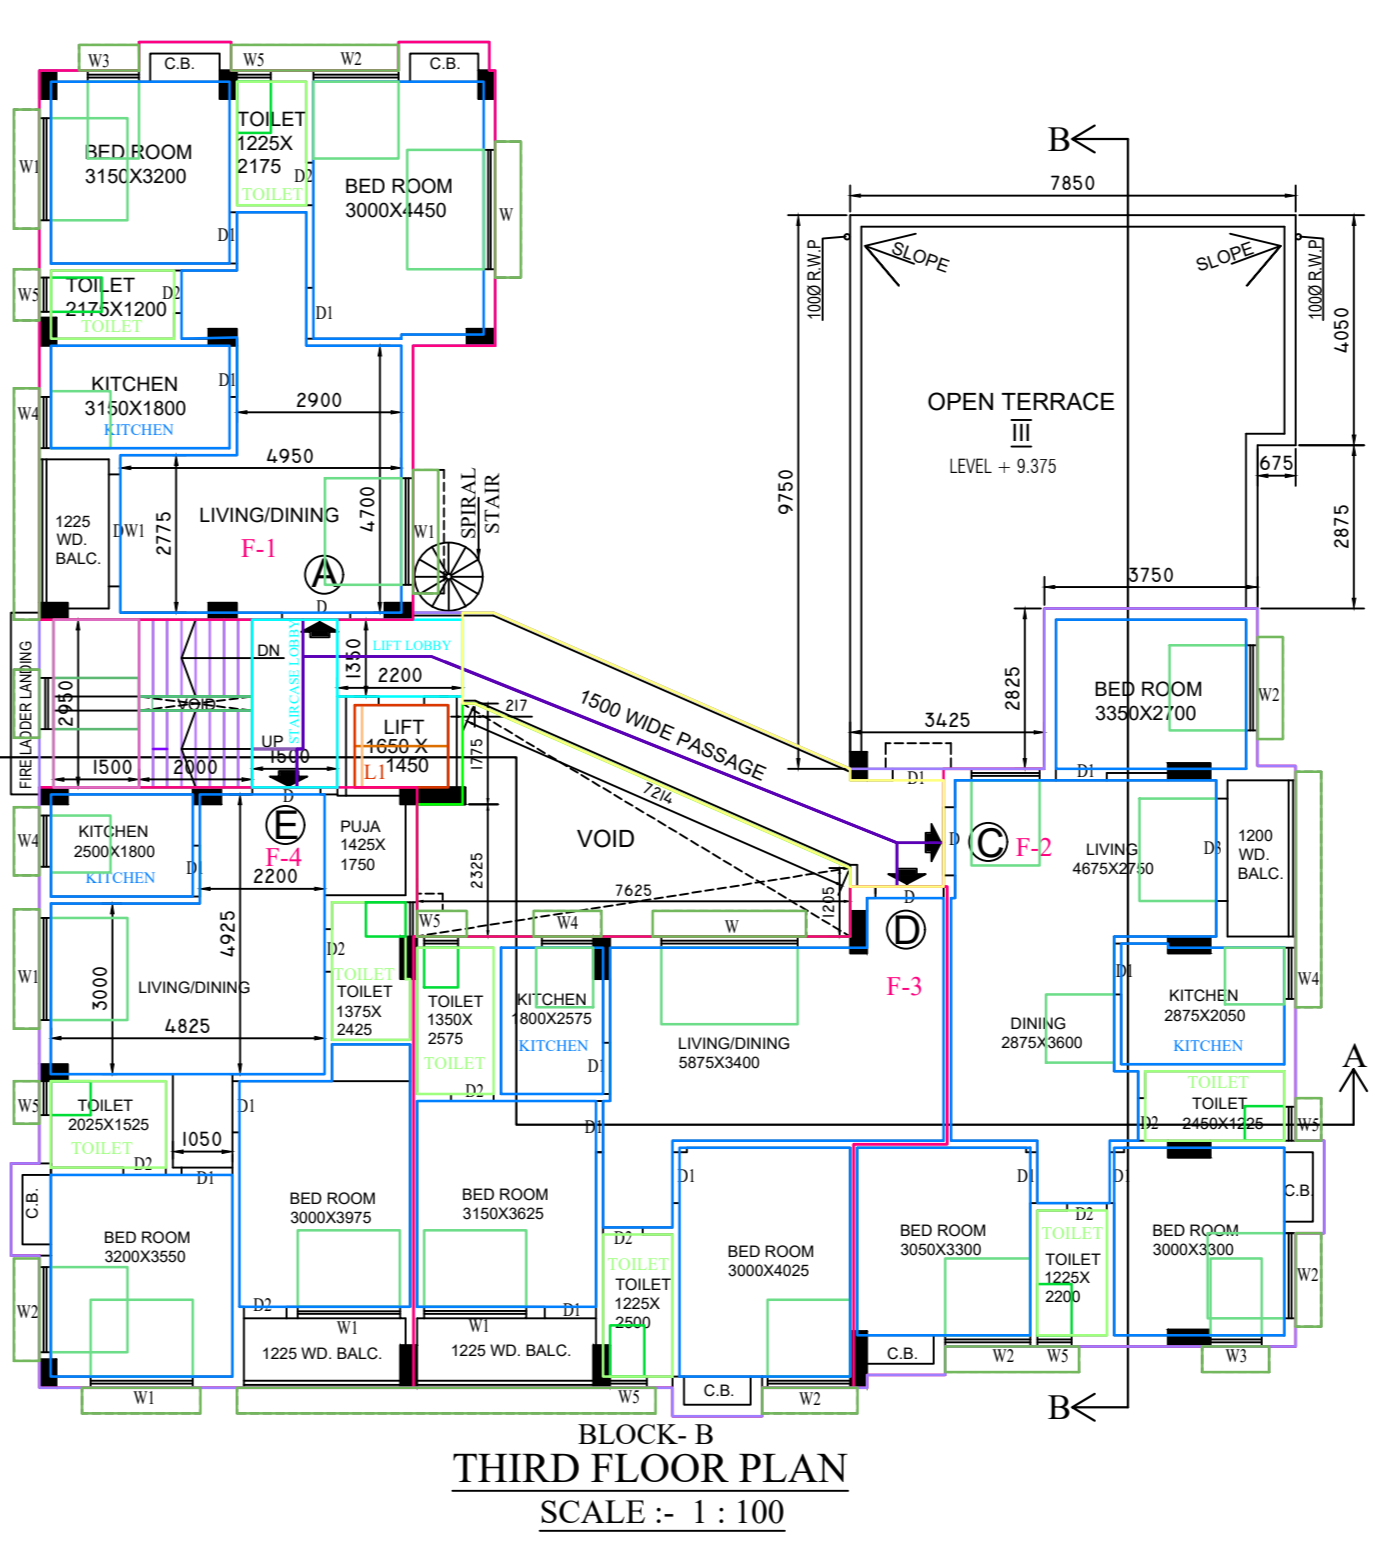 W3
C.B.
W5
W2
C.B.
TOILET
1225X
2175
TOILET
BED ROOM
3150X3200
W1
D2
BED ROOM
3000X4450
W
D1
W5
TOILET
2175X1200
TOILET
D2
D1
KITCHEN
3150X1800
KITCHEN
D1
W4
2900
4950
4700
2775
LIVING/DINING
F-1
A
1225
WD.
BALC.
DW1
W1
SPIRAL
STAIR
D
B
7850
9750
100Ø R.W.P
SLOPE
SLOPE
100Ø R.W.P
4050
OPEN TERRACE
III
LEVEL + 9.375
675
2875
3750
2825
3425
FIRE LADDER LANDING
2950
DN
VOID
UP
1500
2000
1500
STAIRCASE LOBBY
1350
LIFT LOBBY
2200
LIFT
1650 X
1450
L1
217
1775
1500 WIDE PASSAGE
7214
VOID
2325
7625
1205
BED ROOM
3350X2700
W2
D1
D1
D
C
F-2
LIVING
4675X2750
D3
1200
WD.
BALC.
D
E
F-4
KITCHEN
2500X1800
KITCHEN
W4
D1
2200
PUJA
1425X
1750
4925
3000
W1
LIVING/DINING
4825
D2
TOILET
TOILET
1375X
2425
W5
W4
W
D
D
F-3
TOILET
1350X
2575
TOILET
D2
KITCHEN
1800X2575
KITCHEN
D1
LIVING/DINING
5875X3400
D1
DINING
2875X3600
D1
KITCHEN
2875X2050
KITCHEN
W4
A
TOILET
TOILET
2450X1225
D2
W5
W5
TOILET
2025X1525
TOILET
1050
D2
D1
D1
C.B.
BED ROOM
3200X3550
W2
W1
BED ROOM
3000X3975
D2
W1
1225 WD. BALC.
BED ROOM
3150X3625
W1
D1
1225 WD. BALC.
D2
TOILET
TOILET
1225X
2500
W5
D1
BED ROOM
3000X4025
C.B.
W2
D1
BED ROOM
3050X3300
C.B.
W2
D2
TOILET
TOILET
1225X
2200
W5
D1
BED ROOM
3000X3300
C.B.
W2
W3
B
BLOCK- B
THIRD FLOOR PLAN
SCALE :- 1 : 100